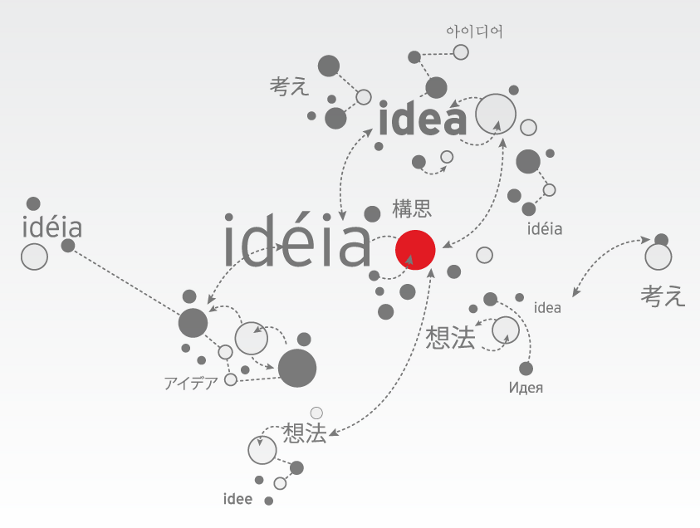 아이디어
考え
idea
構思
idéia
idéia
idéia
考え
idea
想法
アイデア
Идея
想法
idee